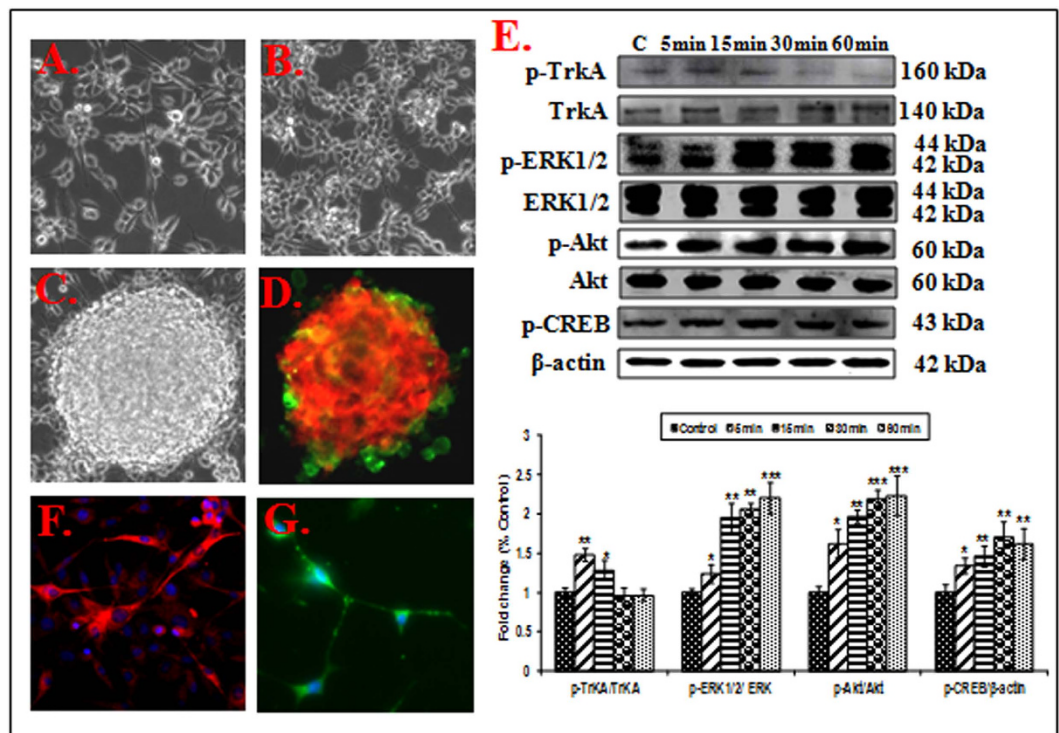 A.
B.
C.
D.
F.
G.
E.
C 5min 15min 30min 60min
p-TrkA 160 kDa
TrkA 140 kDa
p-ERK1/2 44 kDa
42 kDa
ERK1/2 44 kDa
42 kDa
p-Akt 60 kDa
Akt 60 kDa
p-CREB 43 kDa
β-actin 42 kDa
Control 5min 15min 30min 60min
Fold change (% Control)
3
2.5
2
1.5
1
0.5
0
** *
* ** ** ***
* ** *** ***
* ** ** **
p-TrKA/TrKA p-ERK1/2/ ERK p-Akt/Akt p-CREB/β-actin